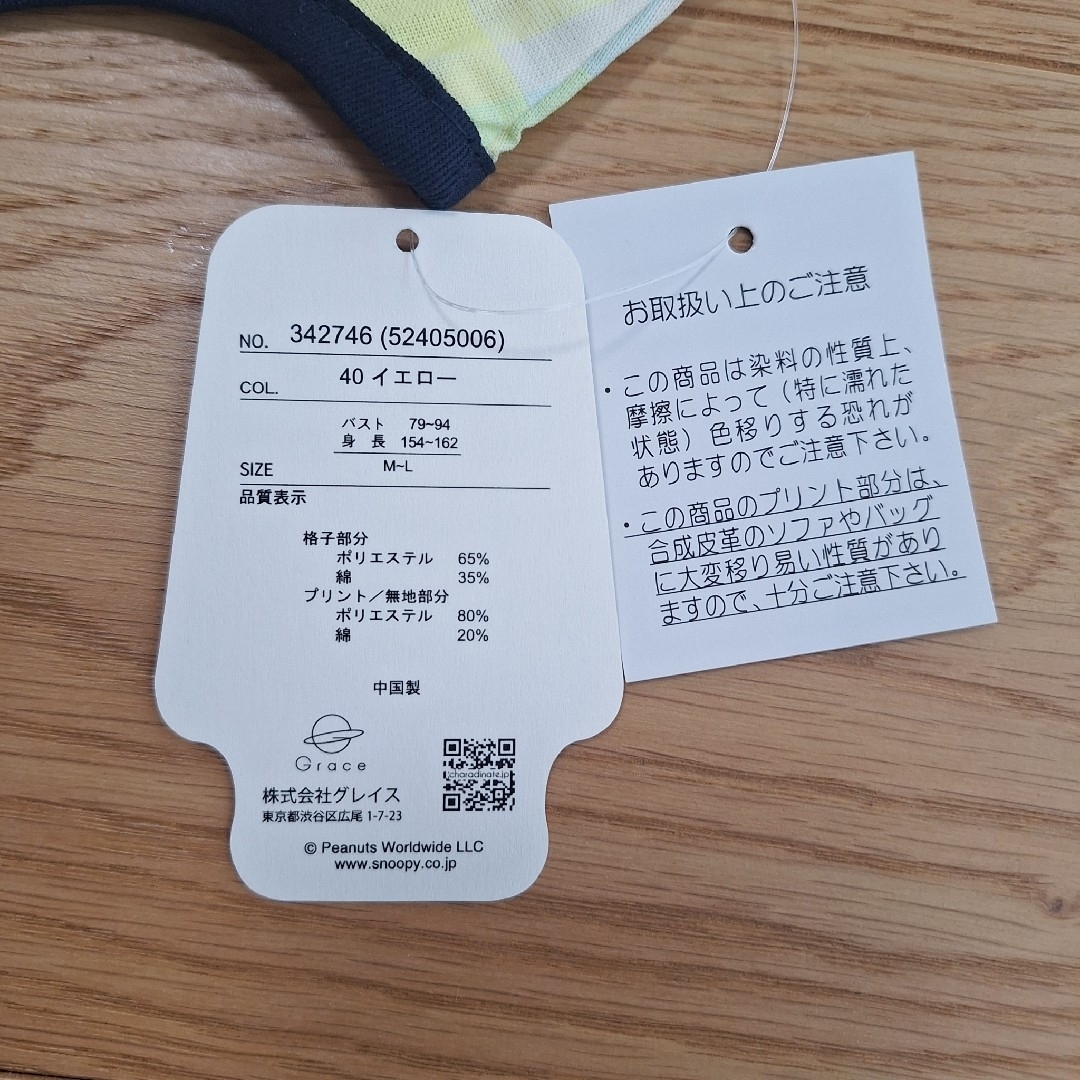 NO. 342746 (52405006)
COL. 40 イエロー
バスト 79~94
身長 154~162
SIZE M~L
品質表示
格子部分
ポリエステル 65%
綿 35%
プリント／無地部分
ポリエステル 80%
綿 20%
中国製
Grace
charadinate.jp
株式会社グレイス
東京都渋谷区広尾 1-7-23
© Peanuts Worldwide LLC
www.snoopy.co.jp
お取扱い上のご注意
・この商品は染料の性質上、
摩擦によって（特に濡れた
状態）色移りする恐れが
ありますのでご注意下さい。
・この商品のプリント部分は、
合成皮革のソファやバッグ
に大変移り易い性質があり
ますので、十分ご注意下さい。